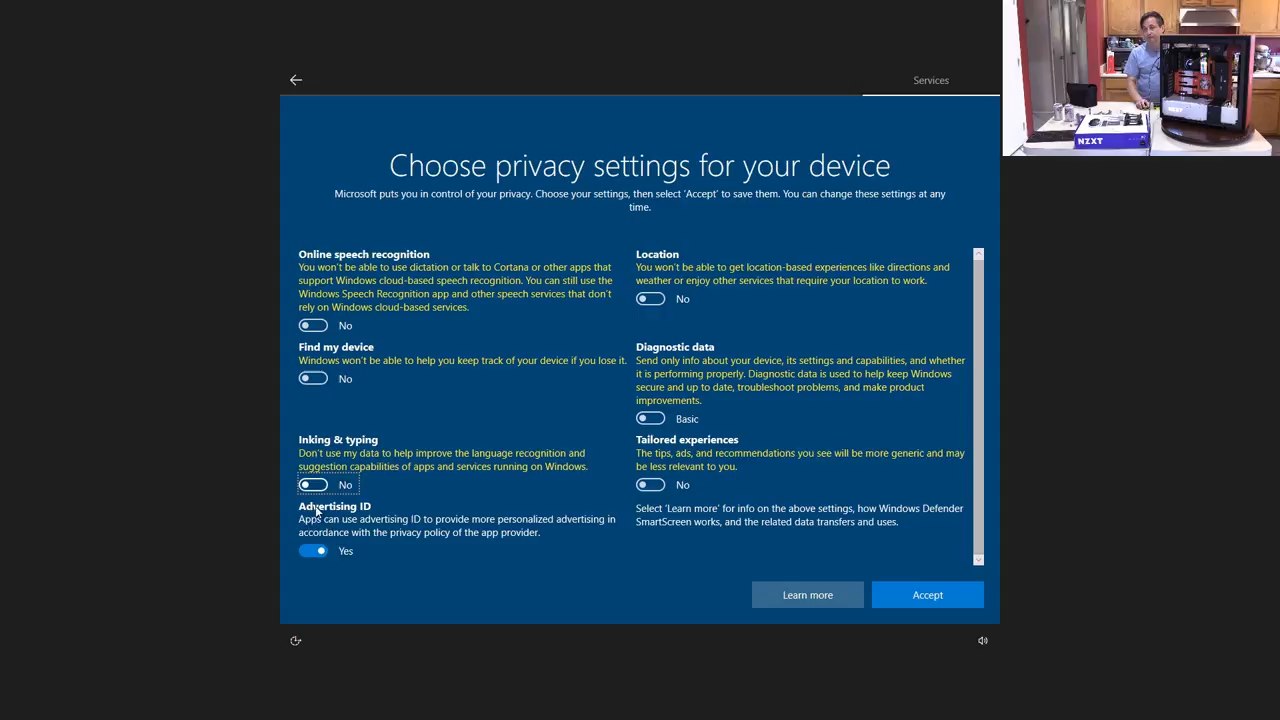 Services
Choose privacy settings for your device
Microsoft puts you in control of your privacy. Choose your settings, then select 'Accept' to save them. You can change these settings at any
time.
Online speech recognition
You won't be able to use dictation or talk to Cortana or other apps that
support Windows cloud-based speech recognition. You can still use the
Windows Speech Recognition app and other speech services that don't
rely on Windows cloud-based services.
No
Location
You won't be able to get location-based experiences like directions and
weather or enjoy other services that require your location to work.
No
Find my device
Windows won't be able to help you keep track of your device if you lose it.
No
Diagnostic data
Send only info about your device, its settings and capabilities, and whether
it is performing properly. Diagnostic data is used to help keep Windows
secure and up to date, troubleshoot problems, and make product
improvements.
Basic
Inking & typing
Don't use my data to help improve the language recognition and
suggestion capabilities of apps and services running on Windows.
No
Tailored experiences
The tips, ads, and recommendations you see will be more generic and may
be less relevant to you.
No
Advertising ID
Apps can use advertising ID to provide more personalized advertising in
accordance with the privacy policy of the app provider.
Yes
Select 'Learn more' for info on the above settings, how Windows Defender
SmartScreen works, and the related data transfers and uses.
Learn more
Accept
NZXT
NZXT